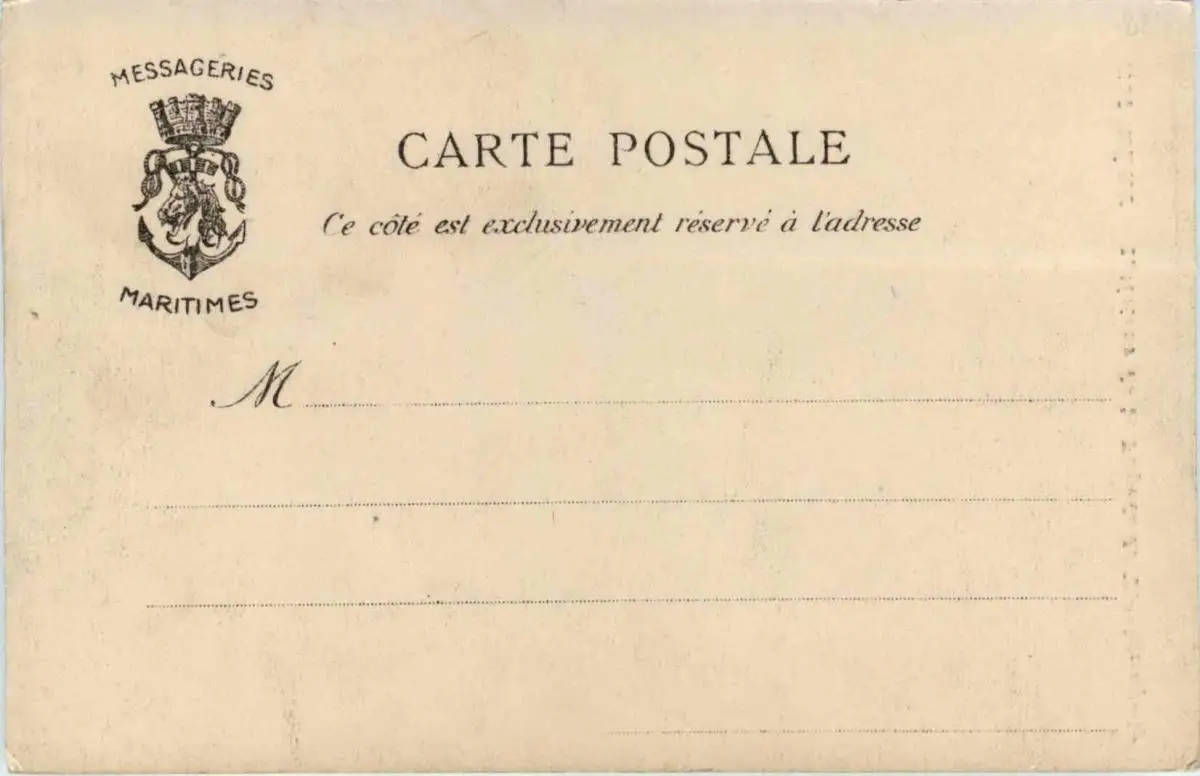 MESSAGERIES
MARITIMES
CARTE POSTALE
Ce côté est exclusivement réservé à l'adresse
M